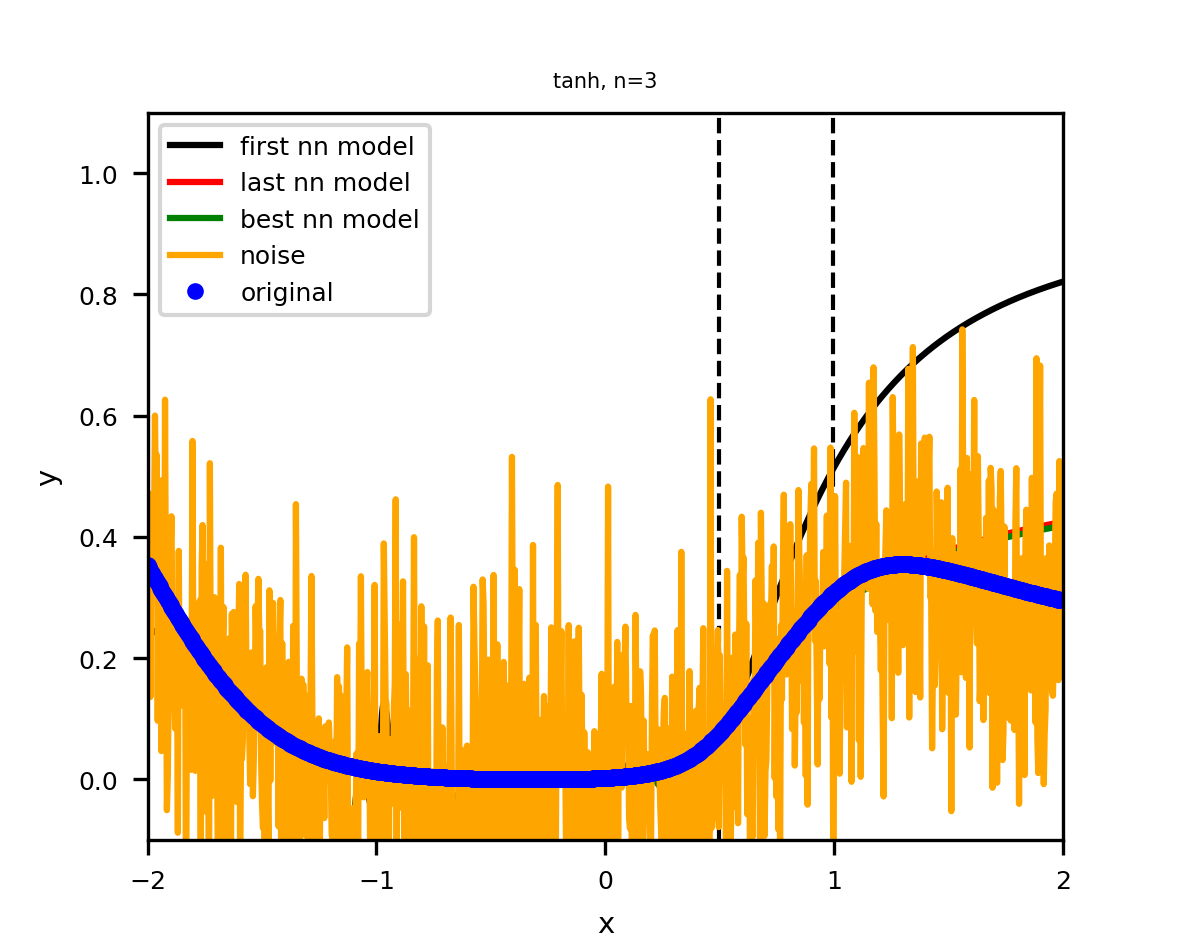 tanh, n=3
first nn model
last nn model
best nn model
noise
original
1.0
0.8
0.6
0.4
0.2
0.0
y
−2
−1
0
1
2
x